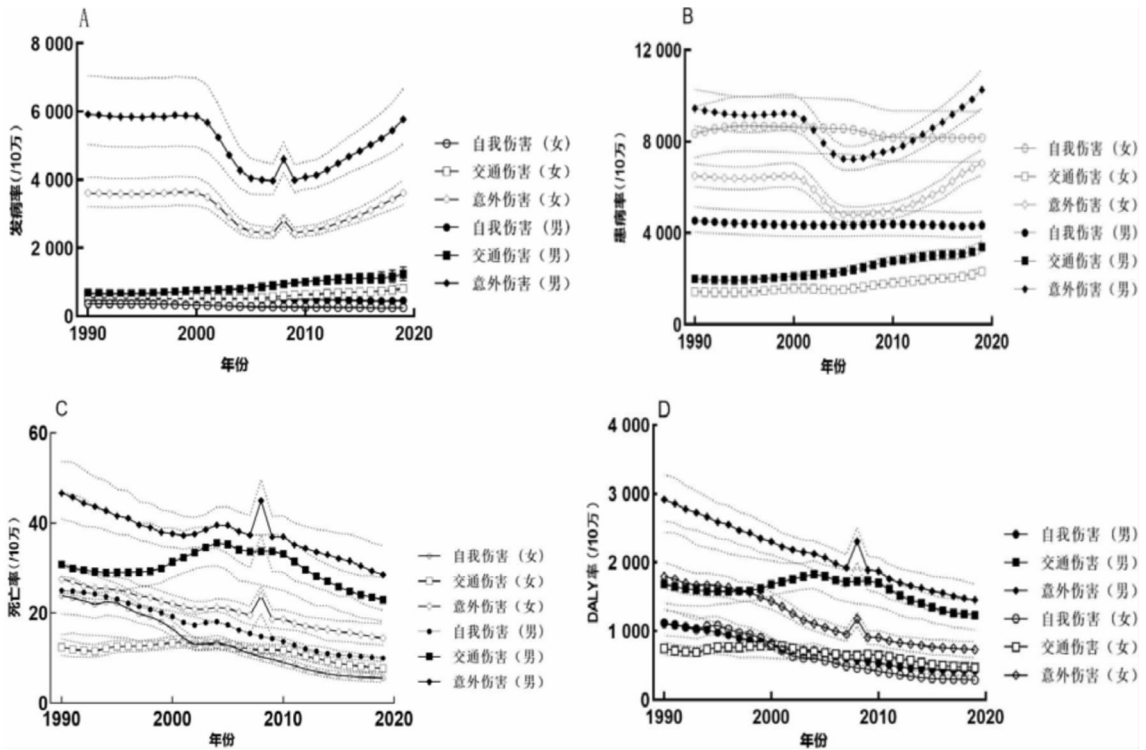 A
8 000
6 000
4 000
2 000
0
发病率(/10万)
1990
2000
2010
2020
年份
自我伤害（女）
交通伤害（女）
意外伤害（女）
自我伤害（男）
交通伤害（男）
意外伤害（男）
B
12 000
8 000
4 000
0
患病率(/10万)
1990
2000
2010
2020
年份
自我伤害（女）
交通伤害（女）
意外伤害（女）
自我伤害（男）
交通伤害（男）
意外伤害（男）
C
60
40
20
0
死亡率(/10万)
1990
2000
2010
2020
年份
自我伤害（女）
交通伤害（女）
意外伤害（女）
自我伤害（男）
交通伤害（男）
意外伤害（男）
D
4 000
3 000
2 000
1 000
0
DALY率(/10万)
1990
2000
2010
2020
年份
自我伤害（男）
交通伤害（男）
意外伤害（男）
自我伤害（女）
交通伤害（女）
意外伤害（女）